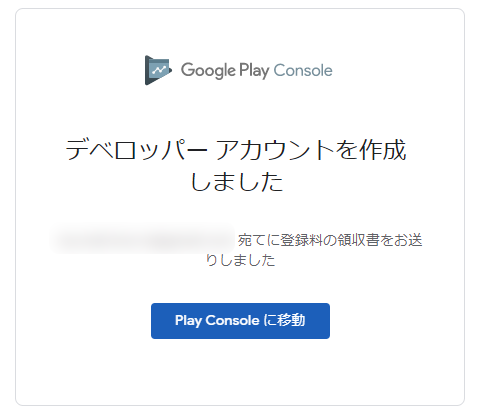 Google Play Console
デベロッパー アカウントを作成
しました
宛てに登録料の領収書をお送
りしました
Play Console に移動